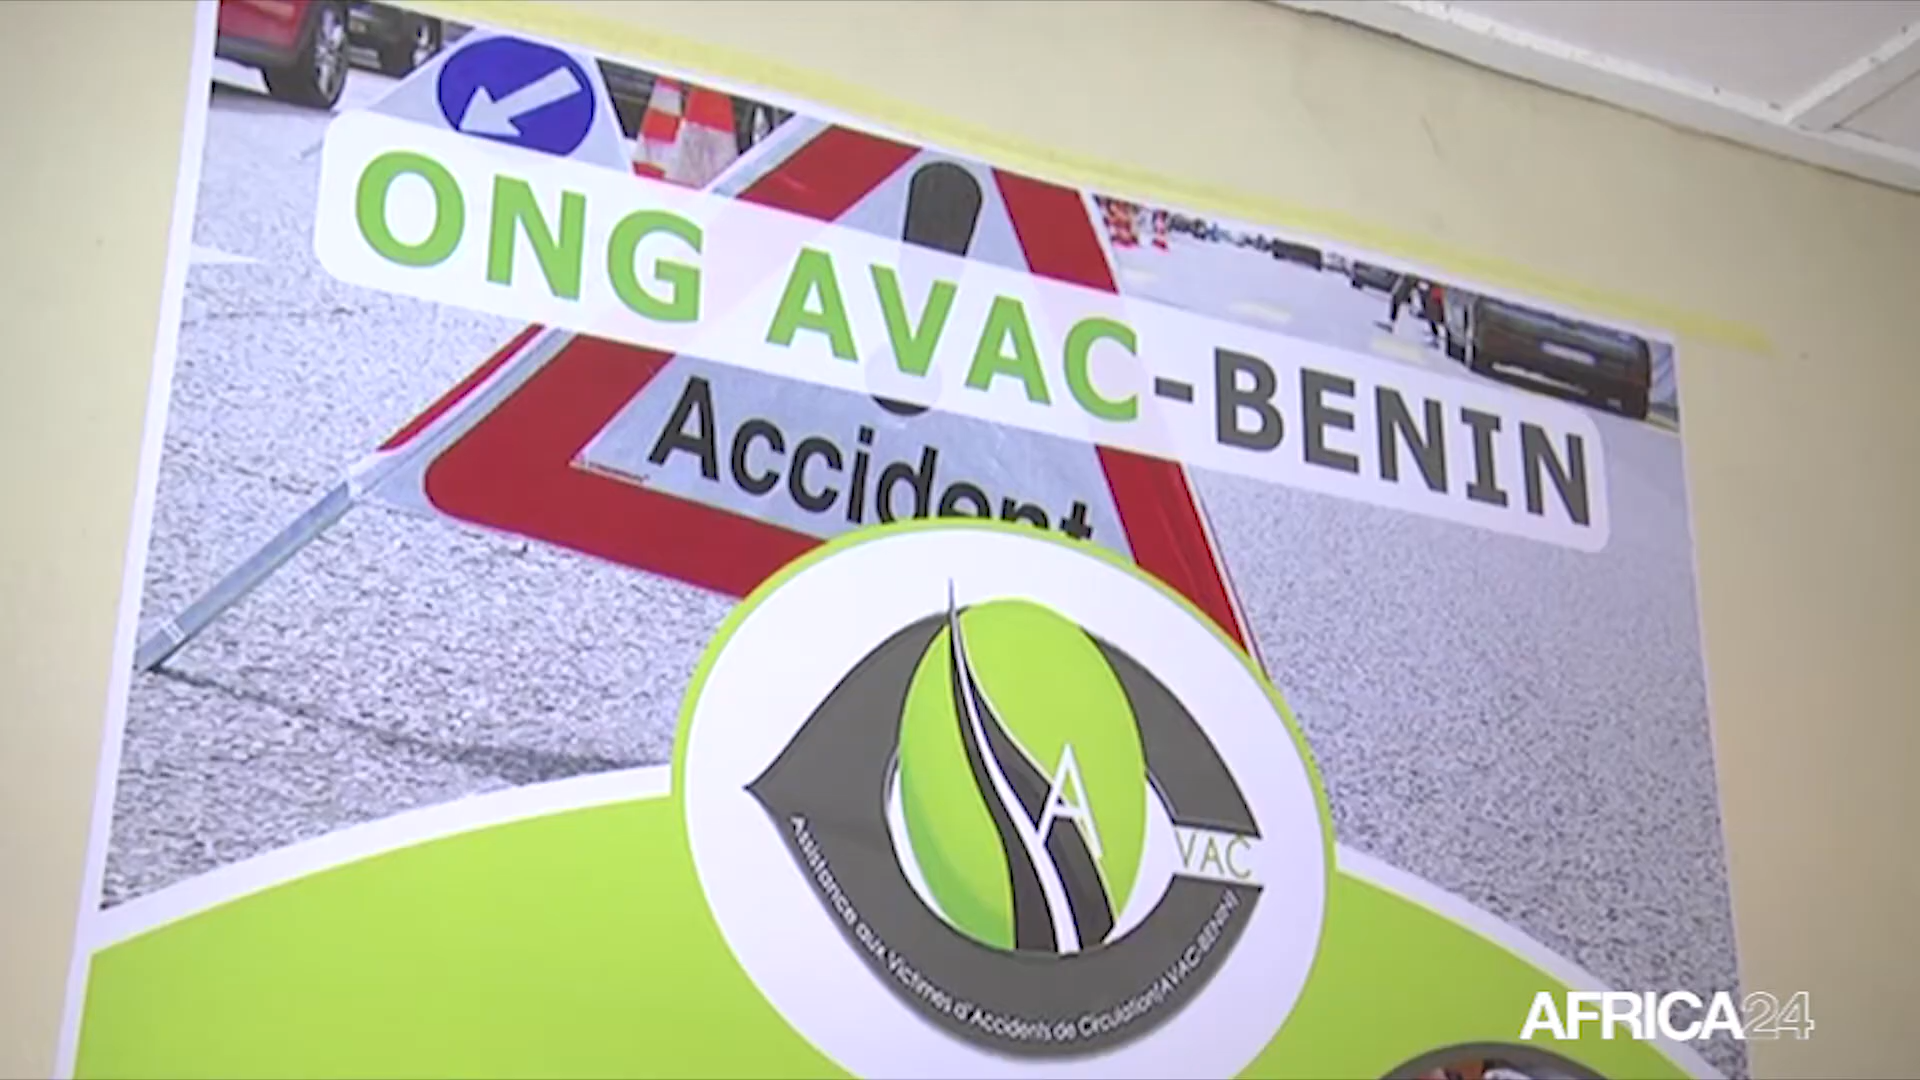 ONG AVAC-BENIN
Accident
A
VAC
Assistance aux Victimes d'Accidents de Circulation(AVAC-BENIN)
AFRICA24